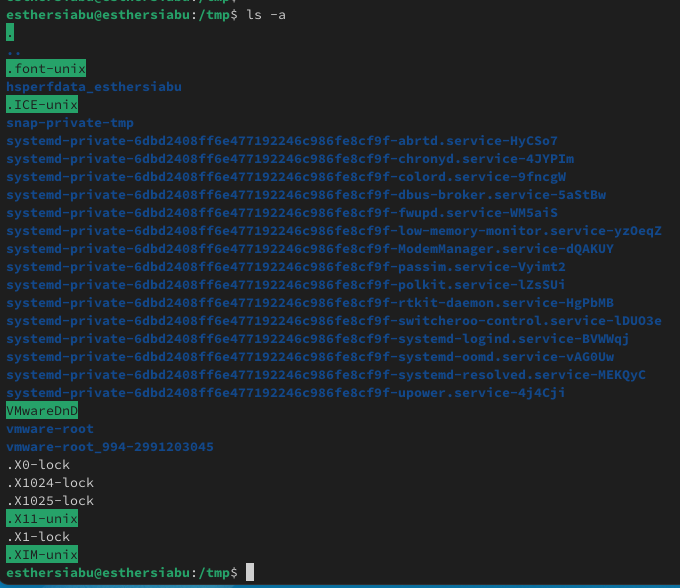 esthersiabu@esthersiabu:/tmp$ ls -a
.
..
.font-unix
hsperfdata_esthersiabu
.ICE-unix
snap-private-tmp
systemd-private-6dbd2408ff6e477192246c986fe8cf9f-abrtd.service-HyCSo7
systemd-private-6dbd2408ff6e477192246c986fe8cf9f-chronyd.service-4JYPIm
systemd-private-6dbd2408ff6e477192246c986fe8cf9f-colord.service-9fncgW
systemd-private-6dbd2408ff6e477192246c986fe8cf9f-dbus-broker.service-5aStBw
systemd-private-6dbd2408ff6e477192246c986fe8cf9f-fwupd.service-WM5aiS
systemd-private-6dbd2408ff6e477192246c986fe8cf9f-low-memory-monitor.service-yzOeqZ
systemd-private-6dbd2408ff6e477192246c986fe8cf9f-ModemManager.service-dQAKUY
systemd-private-6dbd2408ff6e477192246c986fe8cf9f-passim.service-Vyimt2
systemd-private-6dbd2408ff6e477192246c986fe8cf9f-polkit.service-lZsSUi
systemd-private-6dbd2408ff6e477192246c986fe8cf9f-rtkit-daemon.service-HgPbMB
systemd-private-6dbd2408ff6e477192246c986fe8cf9f-switcheroo-control.service-lDUO3e
systemd-private-6dbd2408ff6e477192246c986fe8cf9f-systemd-logind.service-BVWWqj
systemd-private-6dbd2408ff6e477192246c986fe8cf9f-systemd-oomd.service-vAG0Uw
systemd-private-6dbd2408ff6e477192246c986fe8cf9f-systemd-resolved.service-MEKQyC
systemd-private-6dbd2408ff6e477192246c986fe8cf9f-upower.service-4j4Cji
VMwareDnD
vmware-root
vmware-root_994-2991203045
.X0-lock
.X1024-lock
.X1025-lock
.X11-unix
.X1-lock
.XIM-unix
esthersiabu@esthersiabu:/tmp$